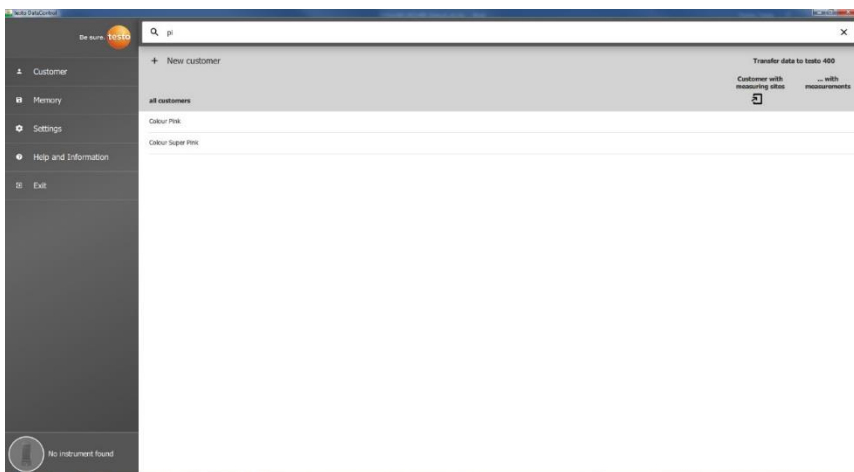 Testo DataControl
Be sure. testo
Customer
Memory
Settings
Help and Information
Exit
No instrument found
pi
+ New customer
Transfer data to testo 400
Customer with
measuring sites
... with
measurements
all customers
Colour Pink
Colour Super Pink